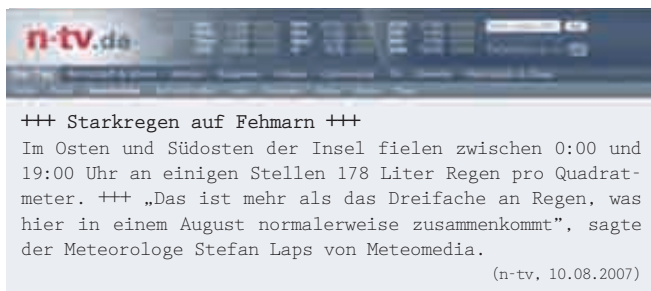 n-tv.de
+++ Starkregen auf Fehmarn +++
Im Osten und Südosten der Insel fielen zwischen 0:00 und
19:00 Uhr an einigen Stellen 178 Liter Regen pro Quadrat-
meter. +++ „Das ist mehr als das Dreifache an Regen, was
hier in einem August normalerweise zusammenkommt”, sagte
der Meteorologe Stefan Laps von Meteomedia.
(n-tv, 10.08.2007)